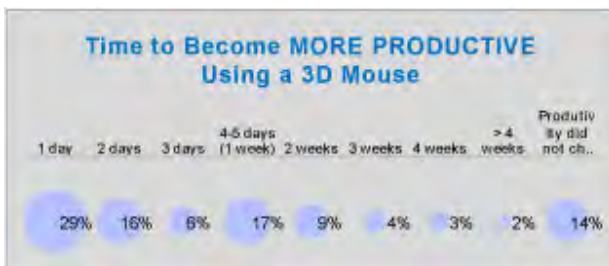 Time to Become MORE PRODUCTIVE
Using a 3D Mouse
1 day
2 days
3 days
4-5 days
(1 week)
2 weeks
3 weeks
4 weeks
> 4
weeks
Productiv
ity did
not ch..
29%
16%
6%
17%
9%
4%
3%
2%
14%